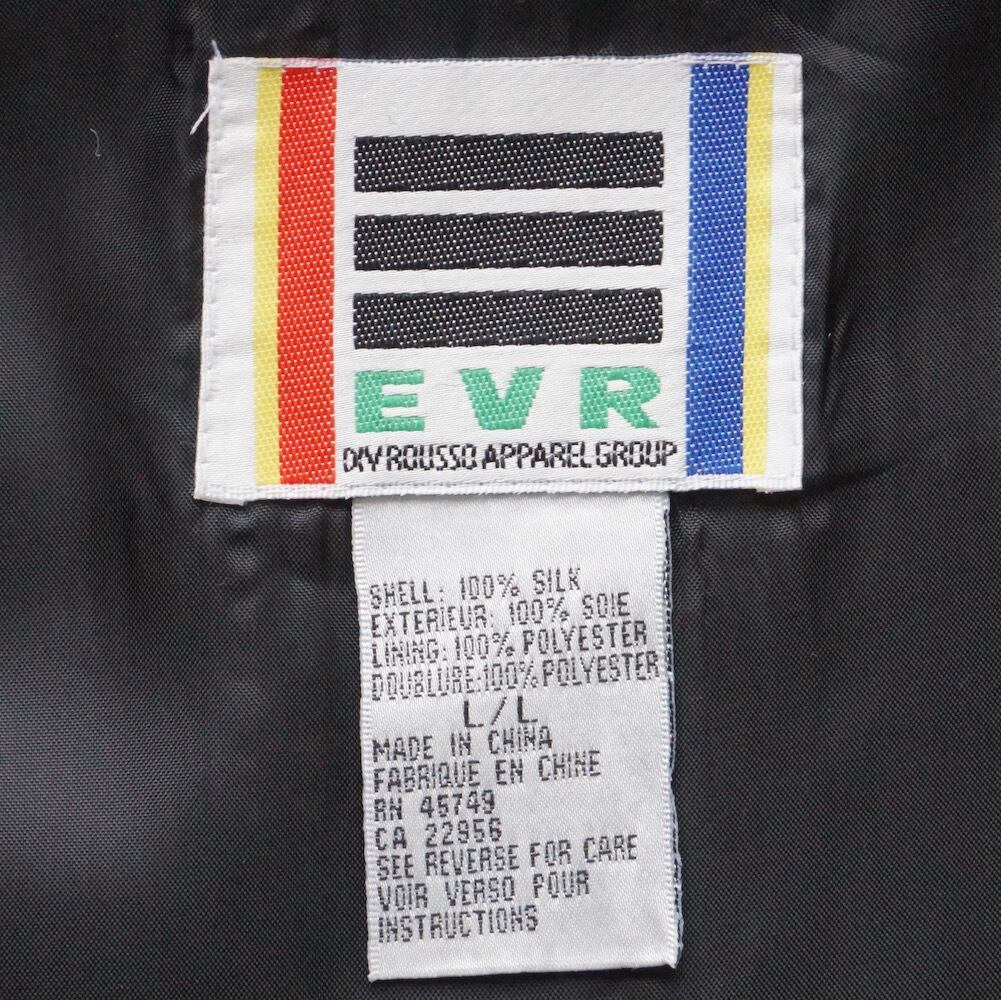 EVR
DIV ROUSSO APPAREL GROUP
SHELL: 100% SILK
EXTERIEUR: 100% SOIE
LINING: 100% POLYESTER
DOUBLURE: 100% POLYESTER
L/L
MADE IN CHINA
FABRIQUE EN CHINE
RN 45749
CA 22956
SEE REVERSE FOR CARE
VOIR VERSO POUR
INSTRUCTIONS